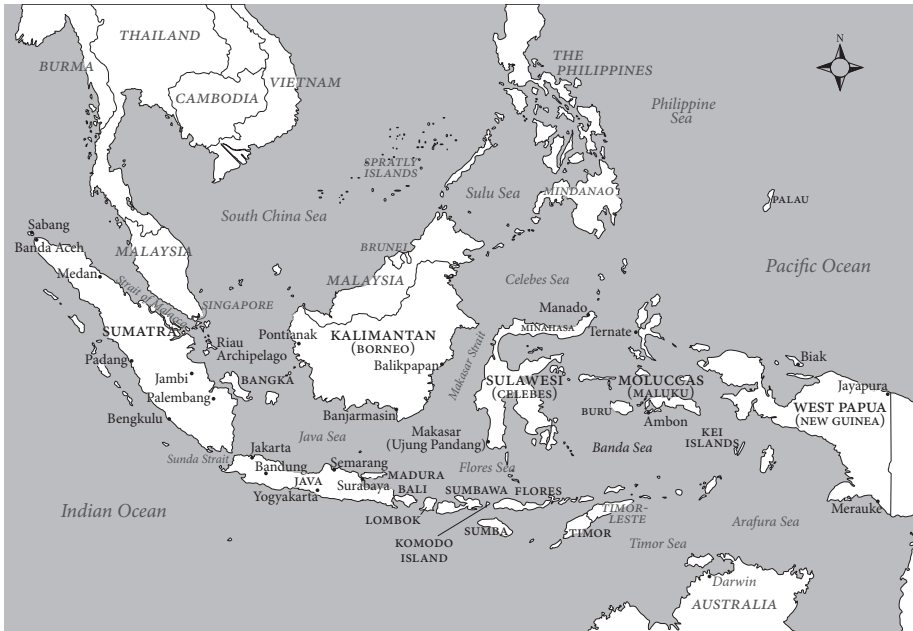 THAILAND
BURMA
VIETNAM
CAMBODIA
THE
PHILIPPINES
N
Philippine
Sea
SPRATLY
ISLANDS
Sulu Sea
MINDANAO
PALAU
South China Sea
Sabang
Banda Aceh
MALAYSIA
BRUNEI
Medan
Strait of Malacca
MALAYSIA
Celebes Sea
Pacific Ocean
SINGAPORE
SUMATRA
Riau
Archipelago
Pontianak
KALIMANTAN
(BORNEO)
Makasar Strait
Manado
MINAHASA
Ternate
Padang
Jambi
BANGKA
Balikpapan
SULAWESI
(CELEBES)
MOLUCCAS
(MALUKU)
Biak
Jayapura
Palembang
Bengkulu
Banjarmasin
BURU
Ambon
KEI
ISLANDS
WEST PAPUA
(NEW GUINEA)
Java Sea
Makasar
(Ujung Pandang)
Banda Sea
Sunda Strait
Jakarta
Bandung
Semarang
JAVA
Surabaya
Yogyakarta
MADURA
BALI
Flores Sea
SUMBAWA
FLORES
Indian Ocean
LOMBOK
KOMODO
ISLAND
SUMBA
TIMOR-
LESTE
TIMOR
Timor Sea
Arafura Sea
Merauke
Darwin
AUSTRALIA